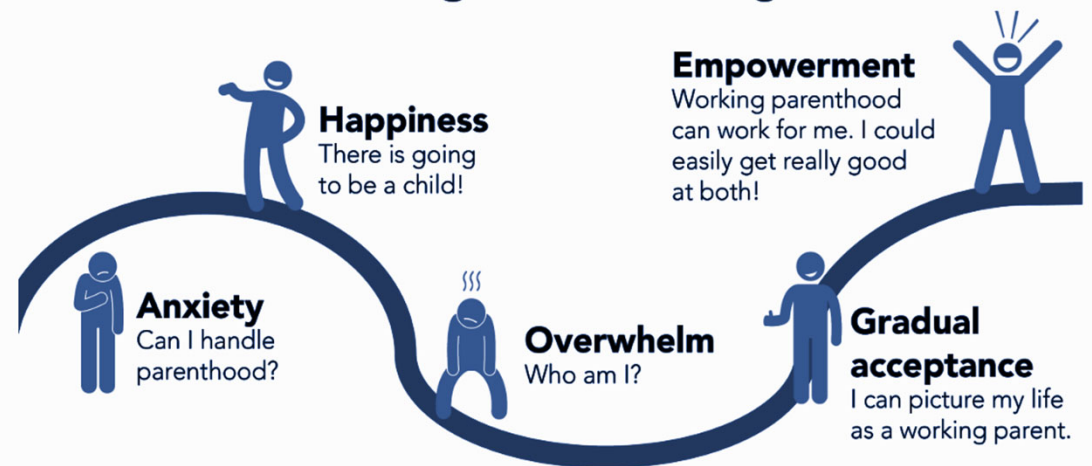 Anxiety
Can I handle
parenthood?
Happiness
There is going
to be a child!
Overwhelm
Who am I?
Gradual
acceptance
I can picture my life
as a working parent.
Empowerment
Working parenthood
can work for me. I could
easily get really good
at both!